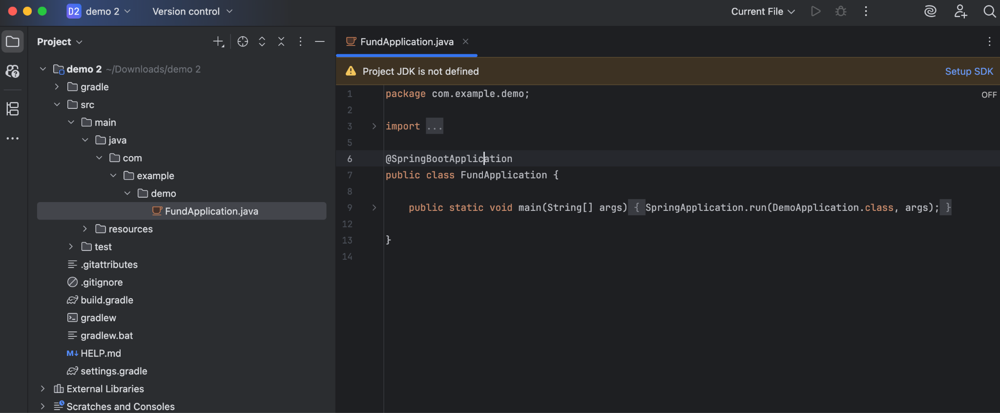 D2 demo 2 Version control Current File
Project
FundApplication.java
demo 2 ~/Downloads/demo 2
gradle
src
main
java
com
example
demo
FundApplication.java
resources
test
.gitattributes
.gitignore
build.gradle
gradlew
gradlew.bat
M↓ HELP.md
settings.gradle
External Libraries
Scratches and Consoles
Project JDK is not defined Setup SDK
1 package com.example.demo; OFF
2
3 import ...
5
6 @SpringBootApplication
7 public class FundApplication {
8
9 public static void main(String[] args) { SpringApplication.run(DemoApplication.class, args); }
12
13 }
14